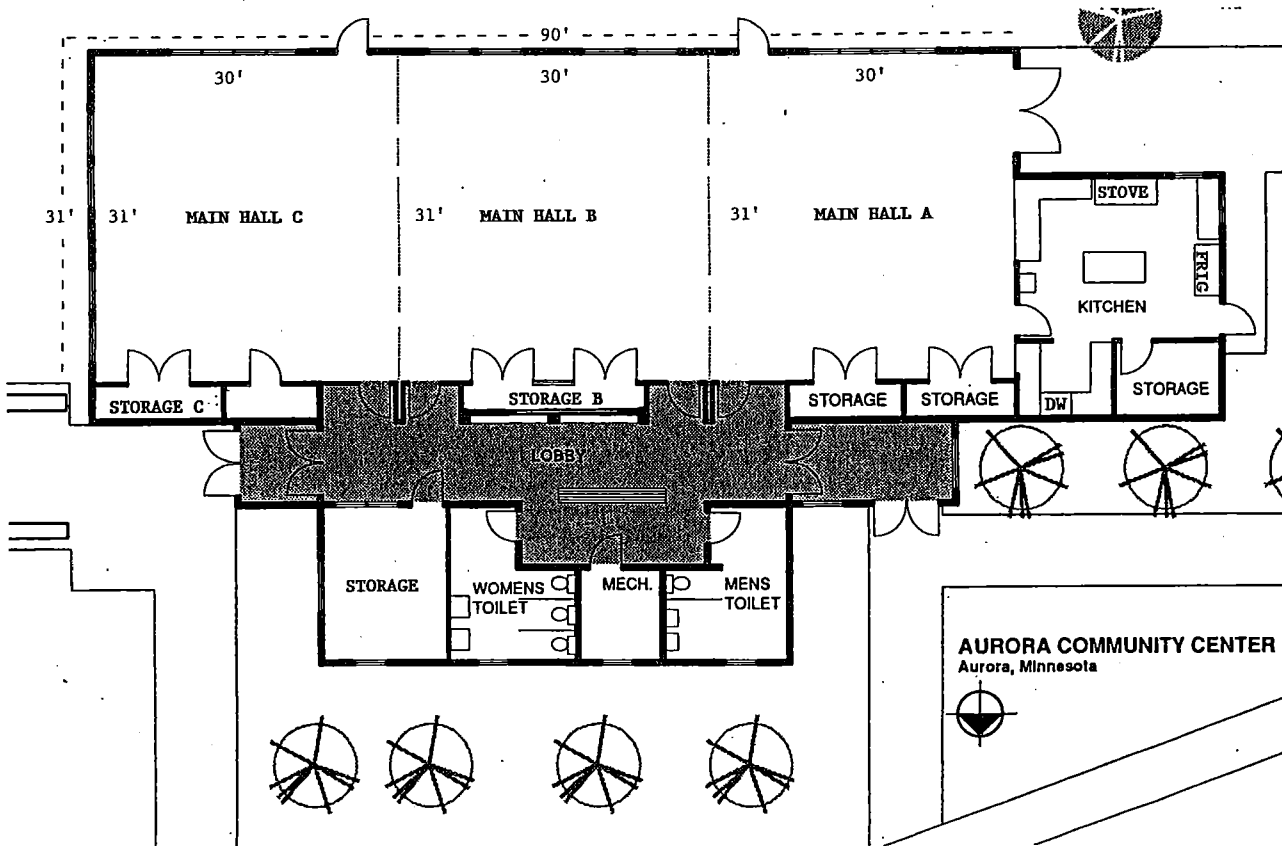 90'
30'
30'
30'
31'
31'
MAIN HALL C
31'
MAIN HALL B
31'
MAIN HALL A
STOVE
FRIG
KITCHEN
STORAGE C
STORAGE B
STORAGE
STORAGE
DW
STORAGE
LOBBY
STORAGE
WOMENS
TOILET
MECH.
MENS
TOILET
AURORA COMMUNITY CENTER
Aurora, Minnesota